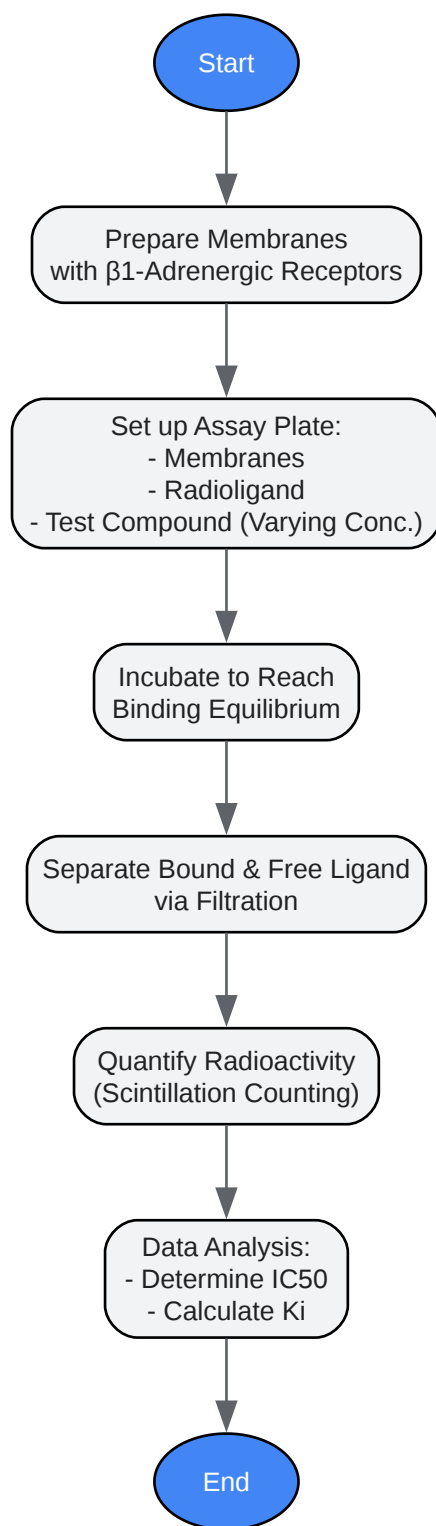 Start
Prepare Membranes
with β1-Adrenergic Receptors
Set up Assay Plate:
- Membranes
- Radioligand
- Test Compound (Varying Conc.)
Incubate to Reach
Binding Equilibrium
Separate Bound & Free Ligand
via Filtration
Quantify Radioactivity
(Scintillation Counting)
Data Analysis:
- Determine IC50
- Calculate Ki
End